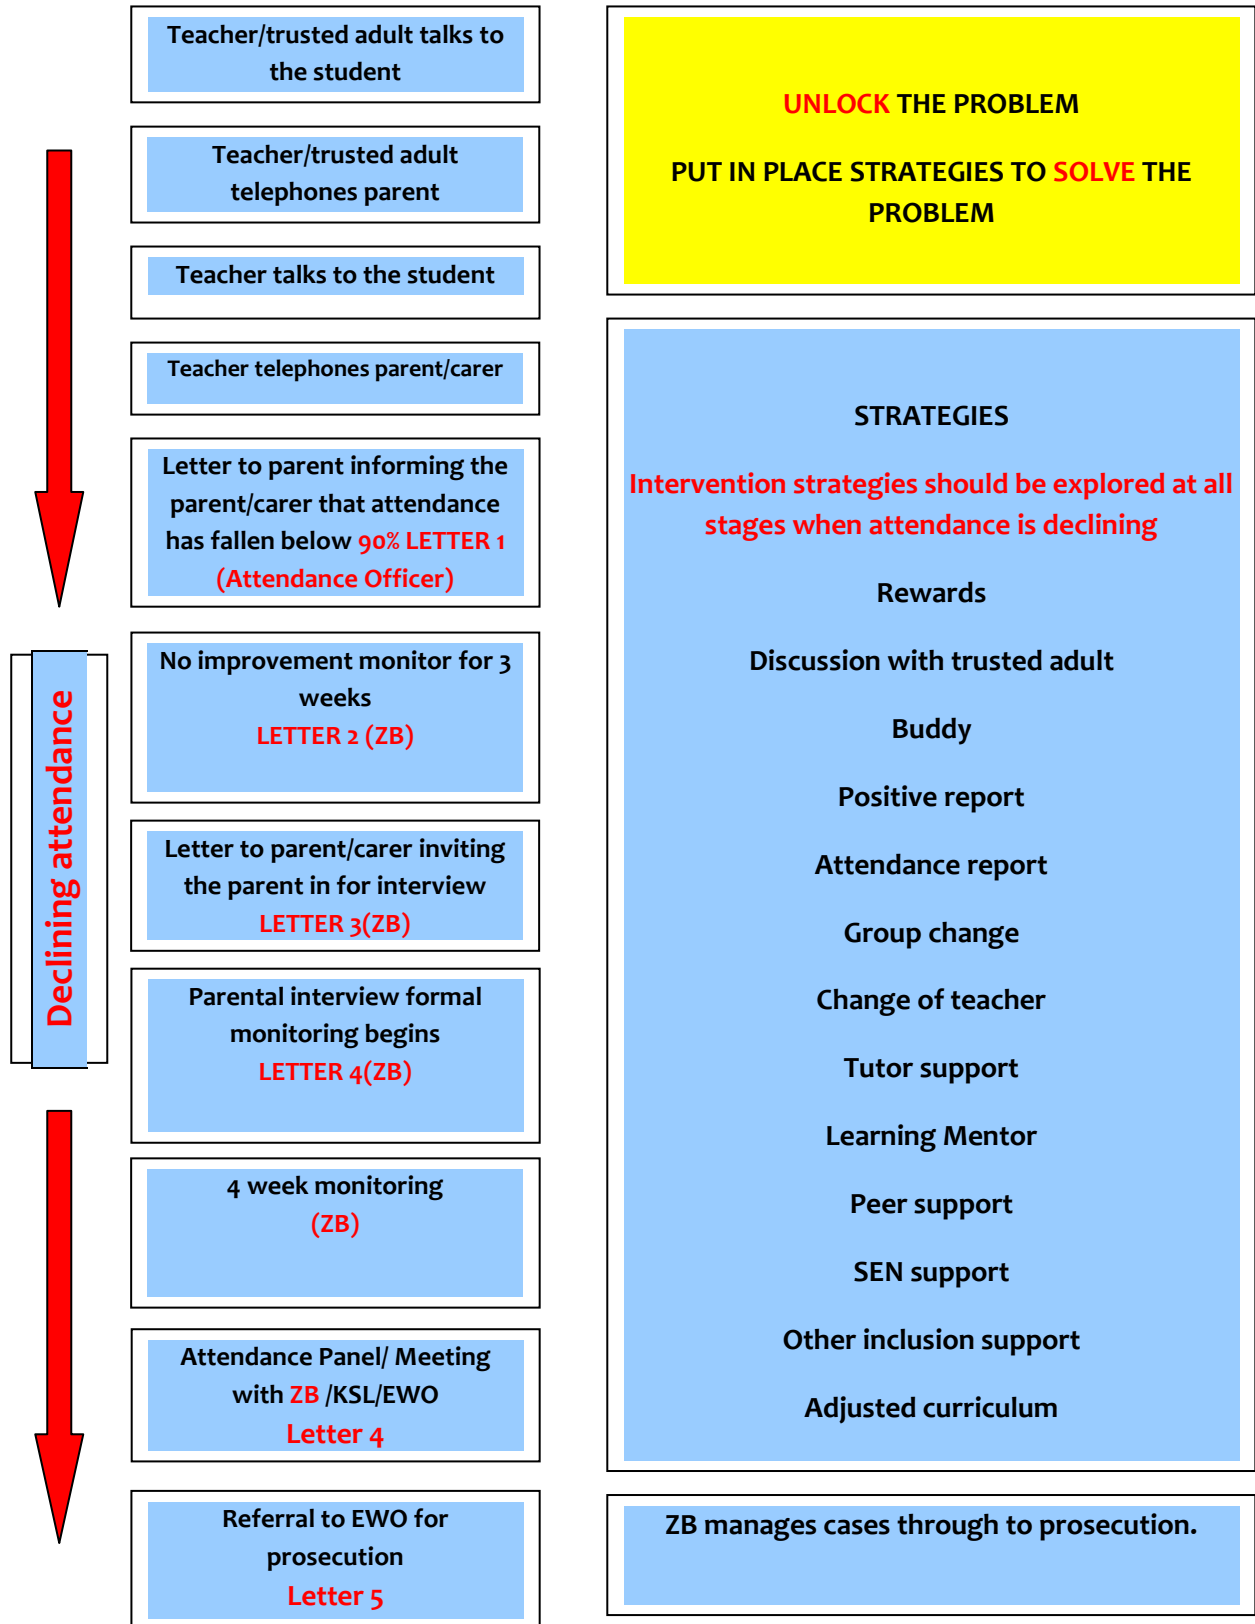 Teacher/trusted adult talks to
the student
Teacher/trusted adult
telephones parent
Teacher talks to the student
Teacher telephones parent/carer
Letter to parent informing the
parent/carer that attendance
has fallen below 90% LETTER 1
(Attendance Officer)
Declining attendance
No improvement monitor for 3
weeks
LETTER 2 (ZB)
Letter to parent/carer inviting
the parent in for interview
LETTER 3(ZB)
Parental interview formal
monitoring begins
LETTER 4(ZB)
4 week monitoring
(ZB)
Attendance Panel/ Meeting
with ZB /KSL/EWO
Letter 4
Referral to EWO for
prosecution
Letter 5
UNLOCK THE PROBLEM
PUT IN PLACE STRATEGIES TO SOLVE THE
PROBLEM
STRATEGIES
Intervention strategies should be explored at all
stages when attendance is declining
Rewards
Discussion with trusted adult
Buddy
Positive report
Attendance report
Group change
Change of teacher
Tutor support
Learning Mentor
Peer support
SEN support
Other inclusion support
Adjusted curriculum
ZB manages cases through to prosecution.